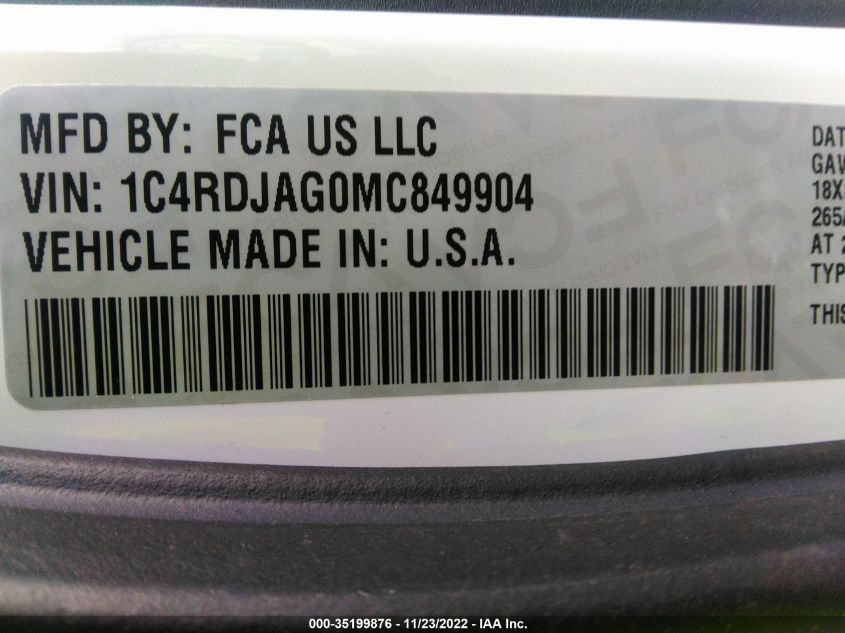 MFD BY: FCA US LLC
VIN: 1C4RDJAG0MC849904
VEHICLE MADE IN: U.S.A.
DAT
GAV
18X
265/
AT 2
TYP
THIS
000-35199876 - 11/23/2022 - IAA Inc.